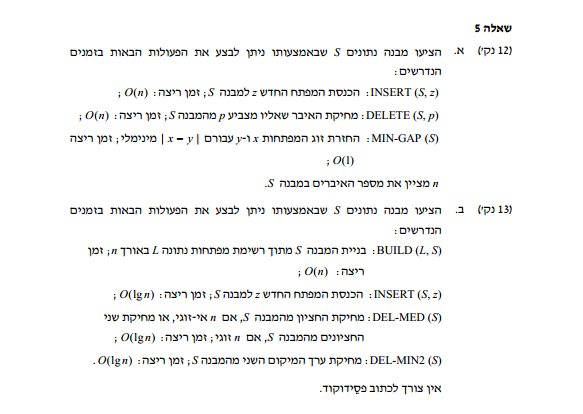 שאלה 5
(12 נק') א. הציעו מבנה נתונים S שבאמצעותו ניתן לבצע את הפעולות הבאות בזמנים
הנדרשים:
INSERT (S, z): הכנסת המפתח החדש z למבנה S; זמן ריצה: O(n);
DELETE (S, p): מחיקת האיבר שאליו מצביע p מהמבנה S; זמן ריצה: O(n);
MIN-GAP (S): החזרת זוג המפתחות x ו-y עבורם | x – y | מינימלי; זמן ריצה
O(1);
n מציין את מספר האיברים במבנה S.
(13 נק') ב. הציעו מבנה נתונים S שבאמצעותו ניתן לבצע את הפעולות הבאות בזמנים
הנדרשים:
BUILD (L, S): בניית המבנה S מתוך רשימת מפתחות נתונה L באורך n; זמן
ריצה: O(n);
INSERT (S, z): הכנסת המפתח החדש z למבנה S; זמן ריצה: O(lg n);
DEL-MED (S): מחיקת החציון מהמבנה S, אם n אי-זוגי, או מחיקת שני
החציונים מהמבנה S, אם n זוגי; זמן ריצה: O(lg n);
DEL-MIN2 (S): מחיקת ערך המיקום השני מהמבנה S; זמן ריצה: O(lg n).
אין צורך לכתוב פסֵידוקוד.